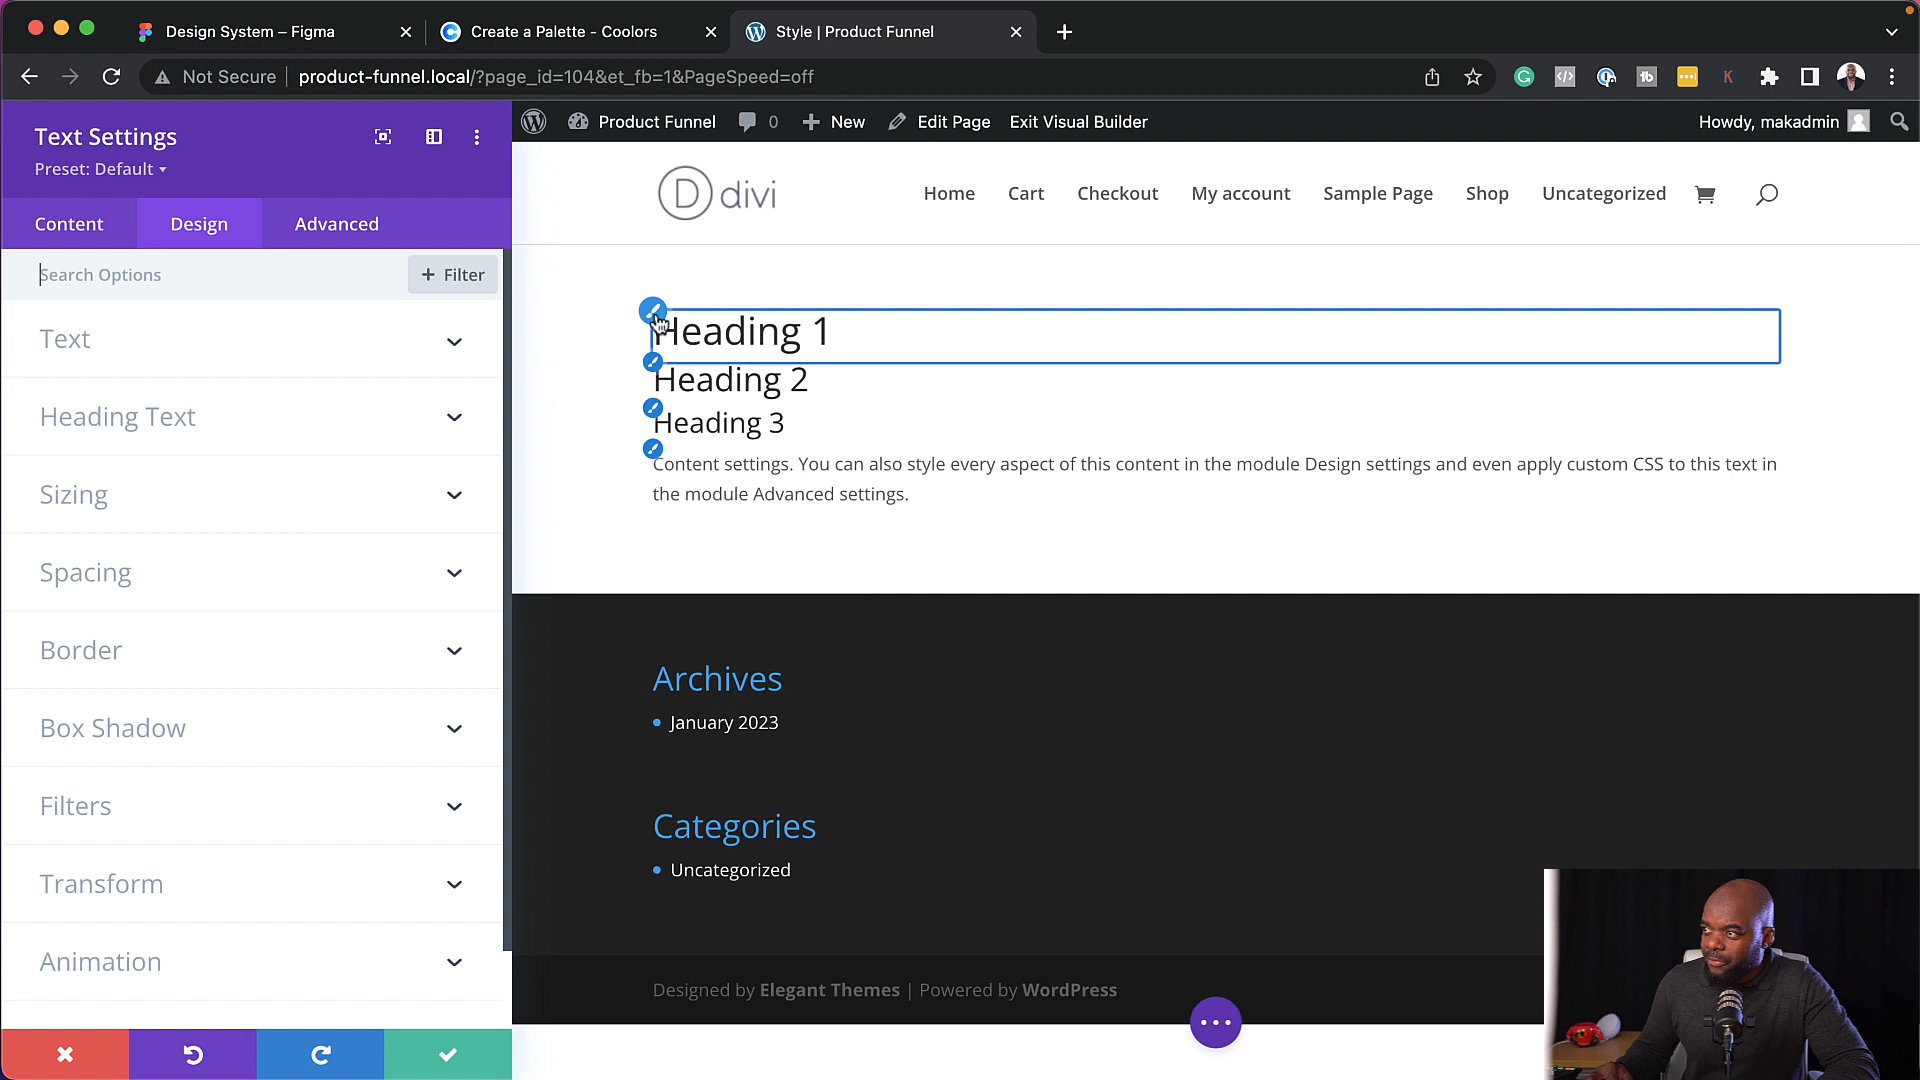 Design System – Figma
Create a Palette - Coolors
Style | Product Funnel
Not Secure
product-funnel.local/?page_id=104&et_fb=1&PageSpeed=off
Text Settings
Preset: Default
Product Funnel
0
New
Edit Page
Exit Visual Builder
Howdy, makadmin
Content
Design
Advanced
D divi
Home
Cart
Checkout
My account
Sample Page
Shop
Uncategorized
Search Options
+ Filter
Text
Heading Text
Sizing
Spacing
Border
Box Shadow
Filters
Transform
Animation
Heading 1
Heading 2
Heading 3
Content settings. You can also style every aspect of this content in the module Design settings and even apply custom CSS to this text in
the module Advanced settings.
Archives
January 2023
Categories
Uncategorized
Designed by Elegant Themes | Powered by WordPress